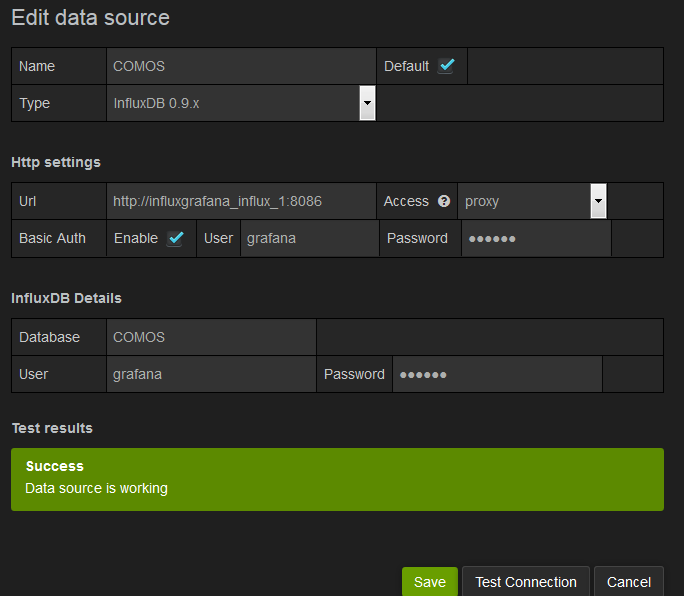 Edit data source
Name COMOS Default
Type InfluxDB 0.9.x
Http settings
Url http://influxgrafana_influx_1:8086 Access proxy
Basic Auth Enable User grafana Password ●●●●●●
InfluxDB Details
Database COMOS
User grafana Password ●●●●●●
Test results
Success
Data source is working
Save Test Connection Cancel